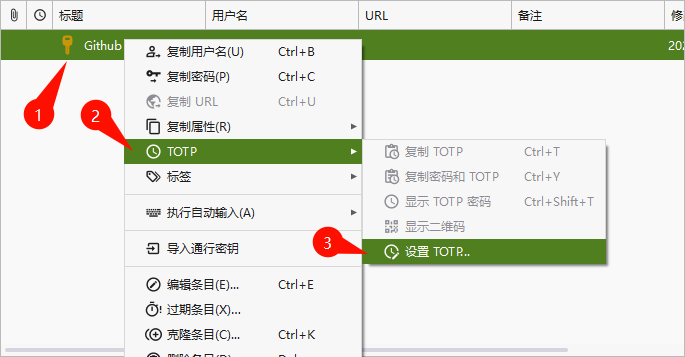 标题 用户名 URL 备注 修
Github
1
复制用户名(U) Ctrl+B
复制密码(P) Ctrl+C
复制 URL Ctrl+U
2
复制属性(R)
TOTP
复制 TOTP Ctrl+T
标签
复制密码和 TOTP Ctrl+Y
显示 TOTP 密码 Ctrl+Shift+T
执行自动输入(A)
显示二维码
3
导入通行密钥
设置 TOTP...
编辑条目(E)... Ctrl+E
过期条目(X)...
克隆条目(C)... Ctrl+K